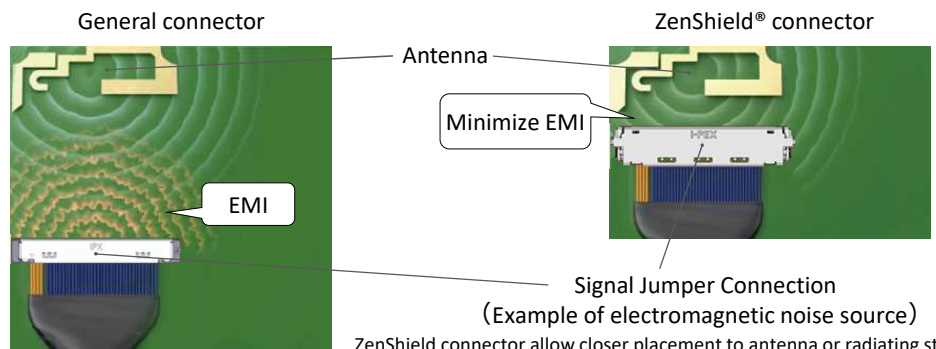 General connector
ZenShield® connector
Antenna
Minimize EMI
I-PEX
EMI
IPX
Signal Jumper Connection
（Example of electromagnetic noise source）
ZenShield connector allow closer placement to antenna or radiating